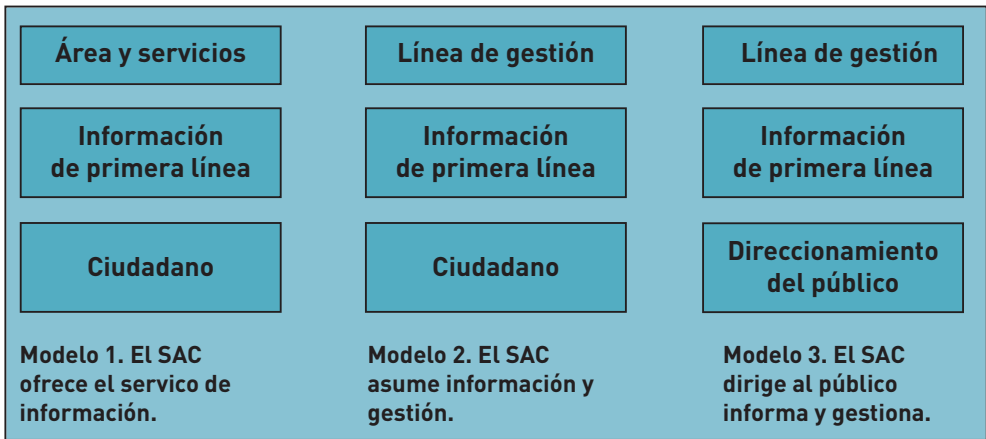 Área y servicios
Información
de primera línea
Ciudadano
Modelo 1. El SAC
ofrece el servico de
información.
Línea de gestión
Información
de primera línea
Ciudadano
Modelo 2. El SAC
asume información y
gestión.
Línea de gestión
Información
de primera línea
Direccionamiento
del público
Modelo 3. El SAC
dirige al público
informa y gestiona.